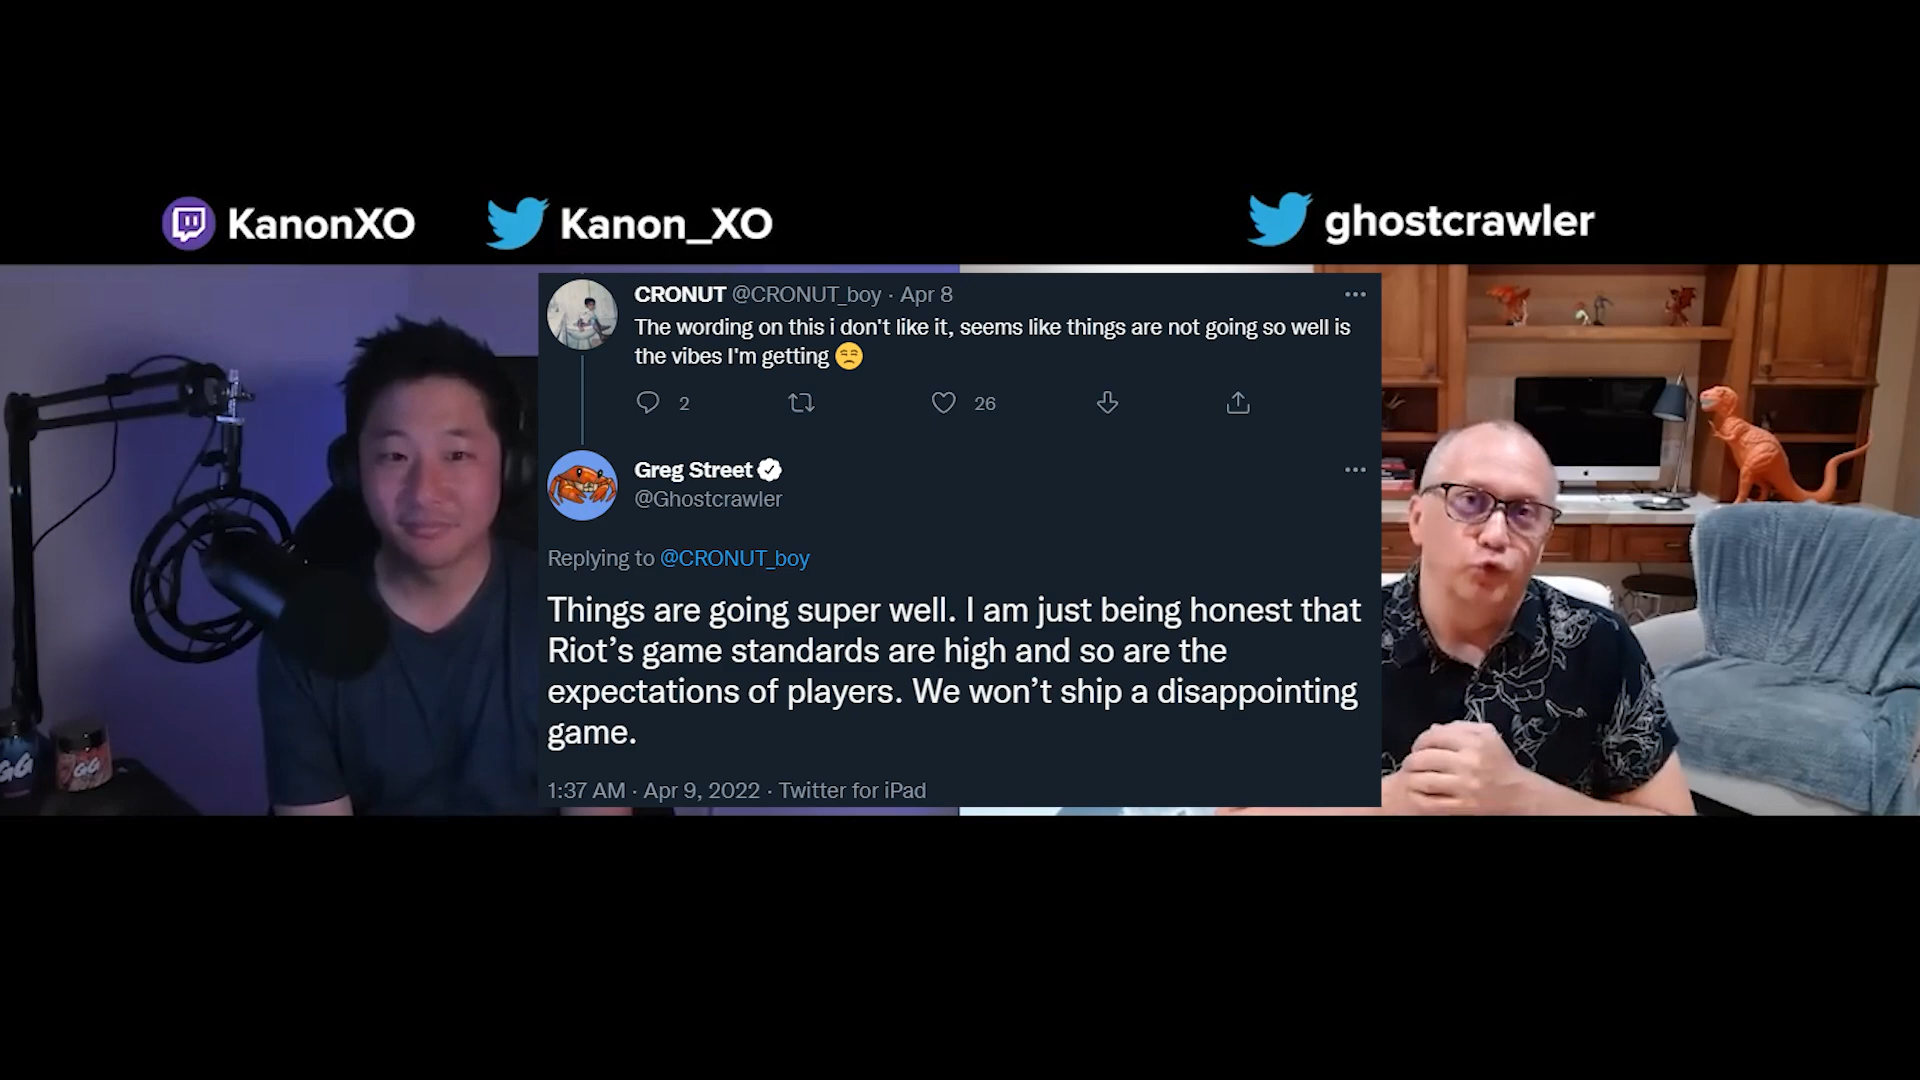 KanonXO
Kanon_XO
ghostcrawler
CRONUT @CRONUT_boy · Apr 8
The wording on this i don't like it, seems like things are not going so well is
the vibes I'm getting 😒
2
26
Greg Street
@Ghostcrawler
Replying to @CRONUT_boy
Things are going super well. I am just being honest that
Riot’s game standards are high and so are the
expectations of players. We won’t ship a disappointing
game.
1:37 AM · Apr 9, 2022 · Twitter for iPad
GG
GG